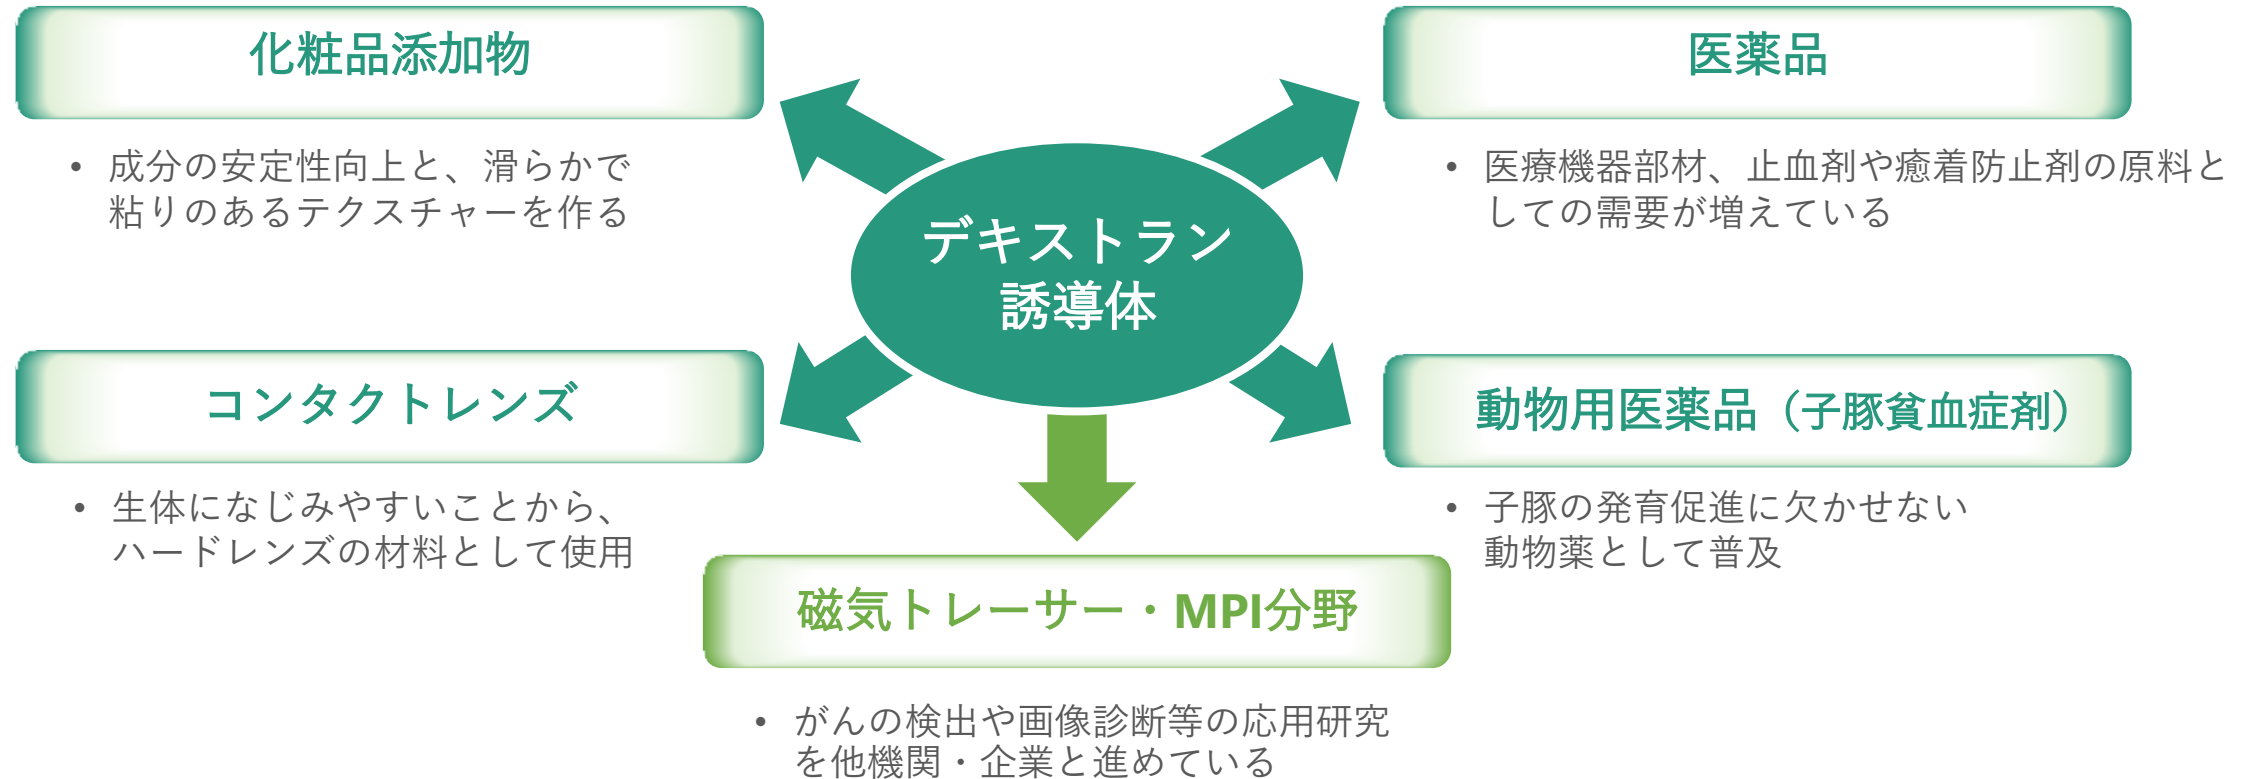 化粧品添加物
• 成分の安定性向上と、滑らかで
粘りのあるテクスチャーを作る
医薬品
• 医療機器部材、止血剤や癒着防止剤の原料と
しての需要が増えている
デキストラン
誘導体
コンタクトレンズ
• 生体になじみやすいことから、
ハードレンズの材料として使用
動物用医薬品（子豚貧血症剤）
• 子豚の発育促進に欠かせない
動物薬として普及
磁気トレーサー・MPI分野
• がんの検出や画像診断等の応用研究
を他機関・企業と進めている